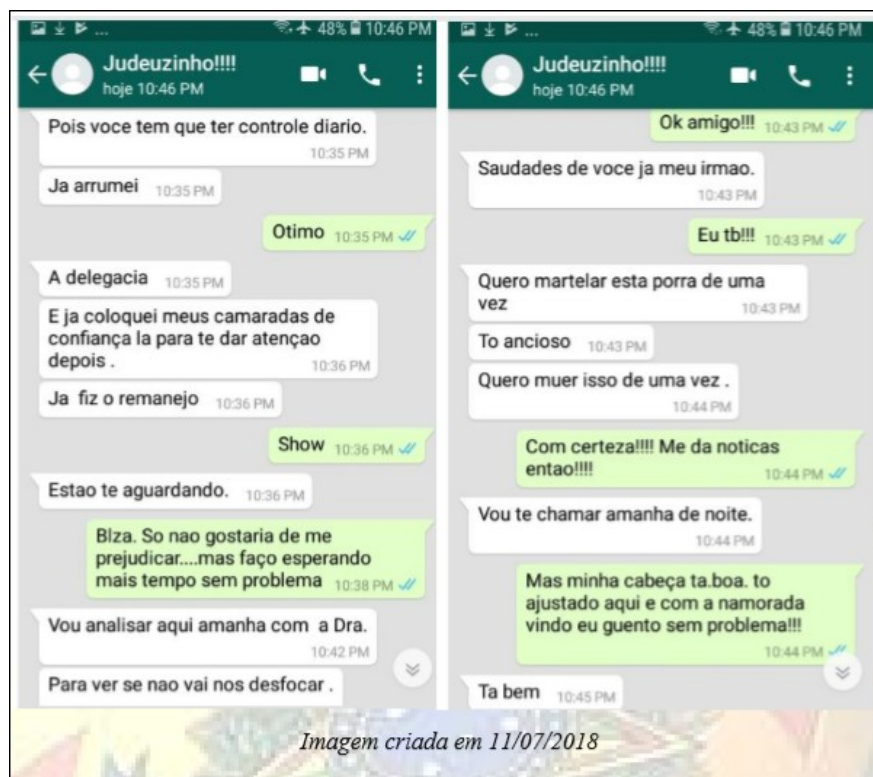 ... 48% 10:46 PM
Judeuzinho!!!!
hoje 10:46 PM
Pois voce tem que ter controle diario.
10:35 PM
Ja arrumei 10:35 PM
Otimo 10:35 PM
A delegacia 10:35 PM
E ja coloquei meus camaradas de
confiança la para te dar atençao
depois . 10:36 PM
Ja fiz o remanejo 10:36 PM
Show 10:36 PM
Estao te aguardando. 10:36 PM
Blza. So nao gostaria de me
prejudicar....mas faço esperando
mais tempo sem problema 10:38 PM
Vou analisar aqui amanha com a Dra.
10:42 PM
Para ver se nao vai nos desfocar .
... 48% 10:46 PM
Judeuzinho!!!!
hoje 10:46 PM
Ok amigo!!! 10:43 PM
Saudades de voce ja meu irmao.
10:43 PM
Eu tb!!! 10:43 PM
Quero martelar esta porra de uma
vez 10:43 PM
To ancioso 10:43 PM
Quero muer isso de uma vez .
10:44 PM
Com certeza!!!! Me da noticas
entao!!!! 10:44 PM
Vou te chamar amanha de noite.
10:44 PM
Mas minha cabeça ta.boa. to
ajustado aqui e com a namorada
vindo eu guento sem problema!!!
10:44 PM
Ta bem 10:45 PM
Imagem criada em 11/07/2018